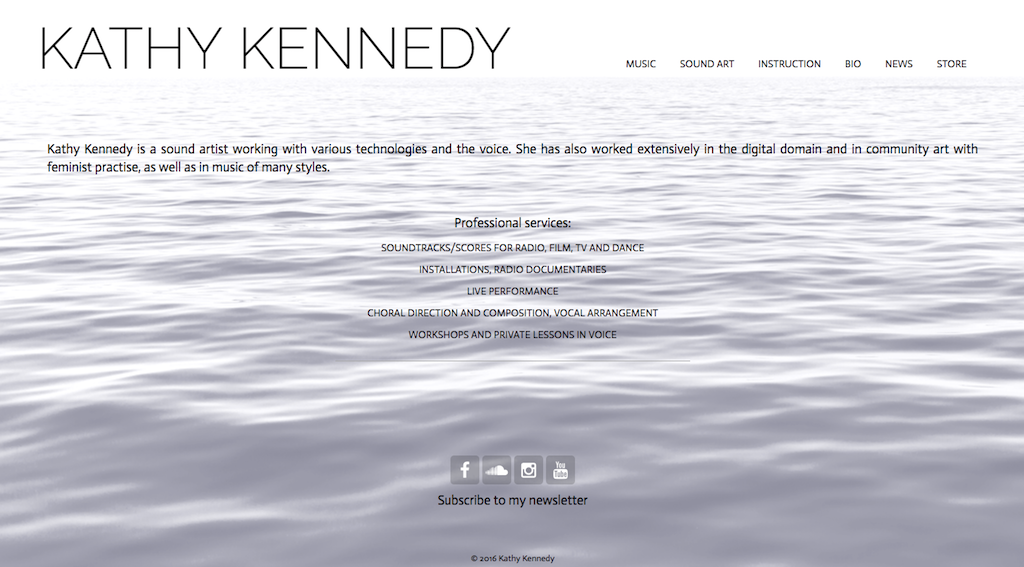 KATHY KENNEDY
MUSIC SOUND ART INSTRUCTION BIO NEWS STORE
Kathy Kennedy is a sound artist working with various technologies and the voice. She has also worked extensively in the digital domain and in community art with
feminist practise, as well as in music of many styles.
Professional services:
SOUNDTRACKS/SCORES FOR RADIO, FILM, TV AND DANCE
INSTALLATIONS, RADIO DOCUMENTARIES
LIVE PERFORMANCE
CHORAL DIRECTION AND COMPOSITION, VOCAL ARRANGEMENT
WORKSHOPS AND PRIVATE LESSONS IN VOICE
You
Tube
Subscribe to my newsletter
© 2016 Kathy Kennedy